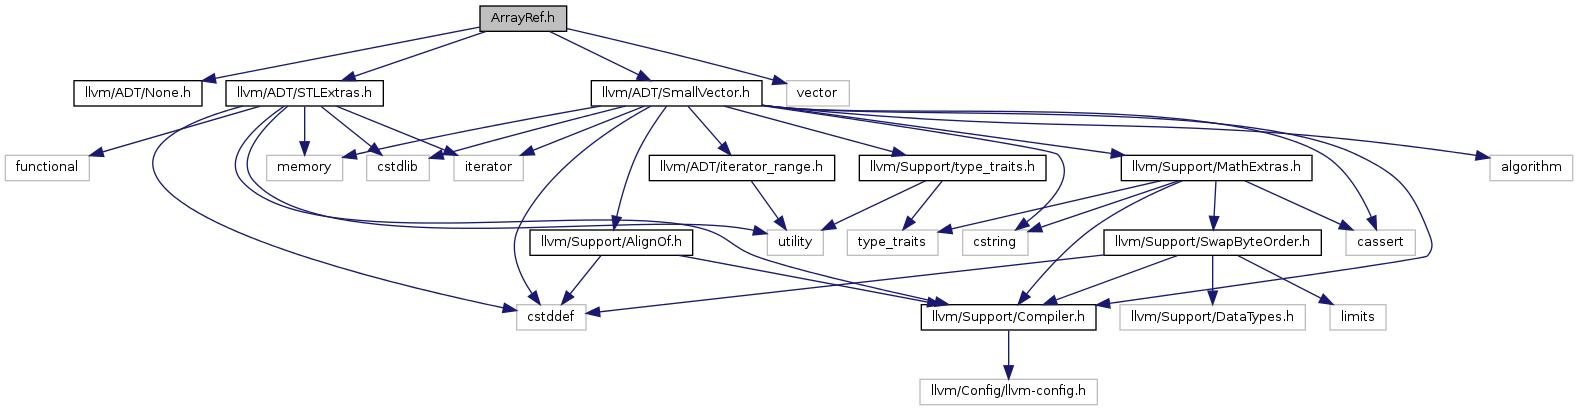 ArrayRef.h
llvm/ADT/None.h
llvm/ADT/STLExtras.h
llvm/ADT/SmallVector.h
vector
functional
memory
cstdlib
iterator
llvm/ADT/iterator_range.h
llvm/Support/type_traits.h
llvm/Support/MathExtras.h
algorithm
llvm/Support/AlignOf.h
utility
type_traits
cstring
llvm/Support/SwapByteOrder.h
cassert
cstddef
llvm/Support/Compiler.h
llvm/Support/DataTypes.h
limits
llvm/Config/llvm-config.h